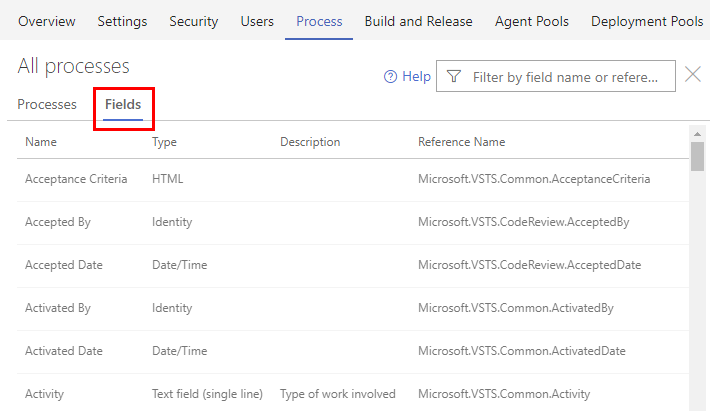 Overview Settings Security Users Process Build and Release Agent Pools Deployment Pools
All processes
Help Filter by field name or refere...
Processes Fields
Name Type Description Reference Name
Acceptance Criteria HTML Microsoft.VSTS.Common.AcceptanceCriteria
Accepted By Identity Microsoft.VSTS.CodeReview.AcceptedBy
Accepted Date Date/Time Microsoft.VSTS.CodeReview.AcceptedDate
Activated By Identity Microsoft.VSTS.Common.ActivatedBy
Activated Date Date/Time Microsoft.VSTS.Common.ActivatedDate
Activity Text field (single line) Type of work involved Microsoft.VSTS.Common.Activity